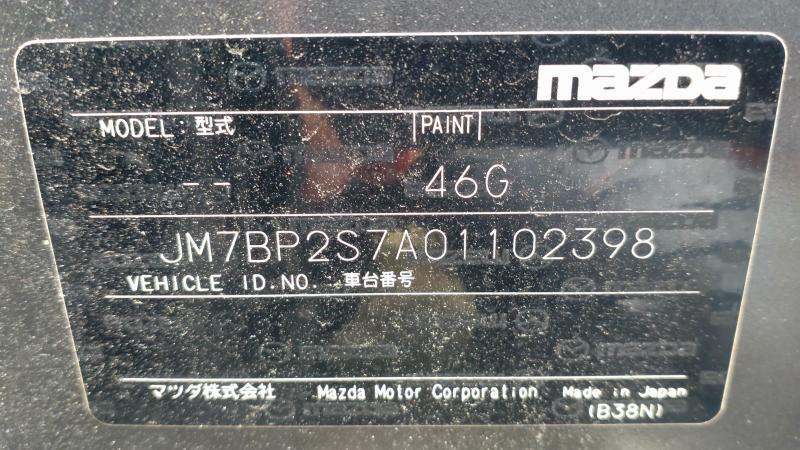 mazda
MODEL: 型式 PAINT
-- 46G
JM7BP2S7A01102398
VEHICLE ID.NO. 車台番号
マツダ株式会社 Mazda Motor Corporation Made in Japan
(B38N)